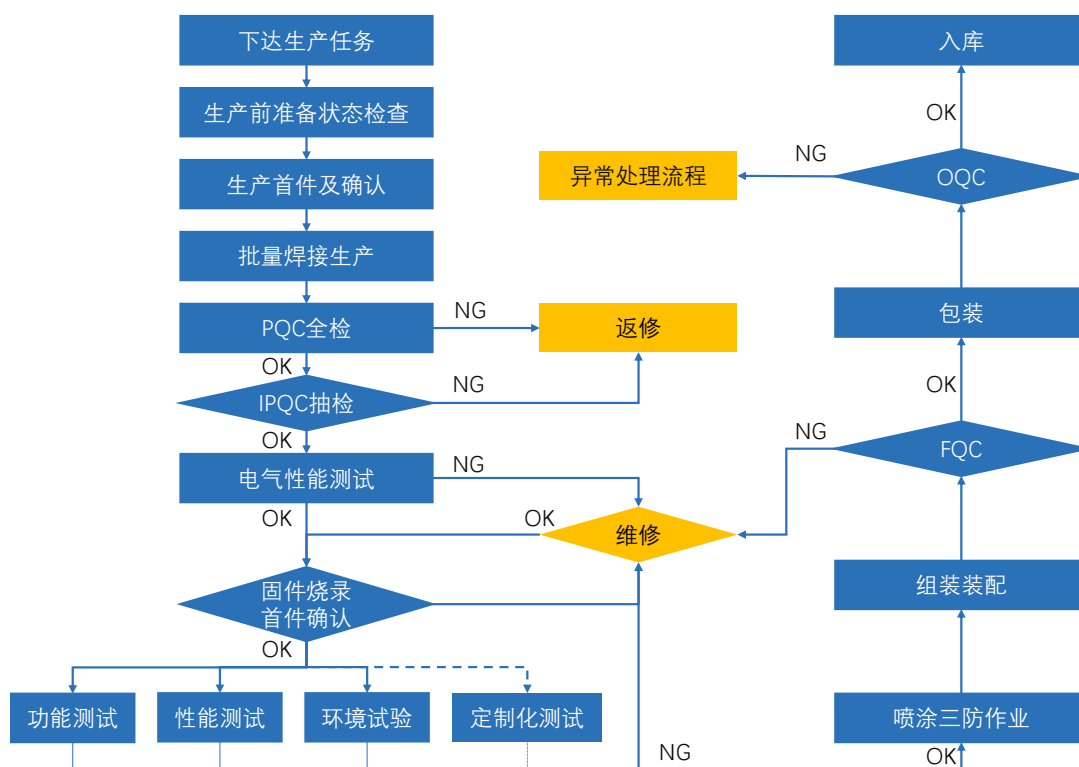 下达生产任务
生产前准备状态检查
生产首件及确认
批量焊接生产
PQC全检
NG
返修
OK
IPQC抽检
NG
OK
电气性能测试
NG
OK
OK
维修
固件烧录
首件确认
OK
功能测试
性能测试
环境试验
定制化测试
NG
入库
OK
NG
异常处理流程
OQC
包装
OK
NG
FQC
组装装配
喷涂三防作业
OK